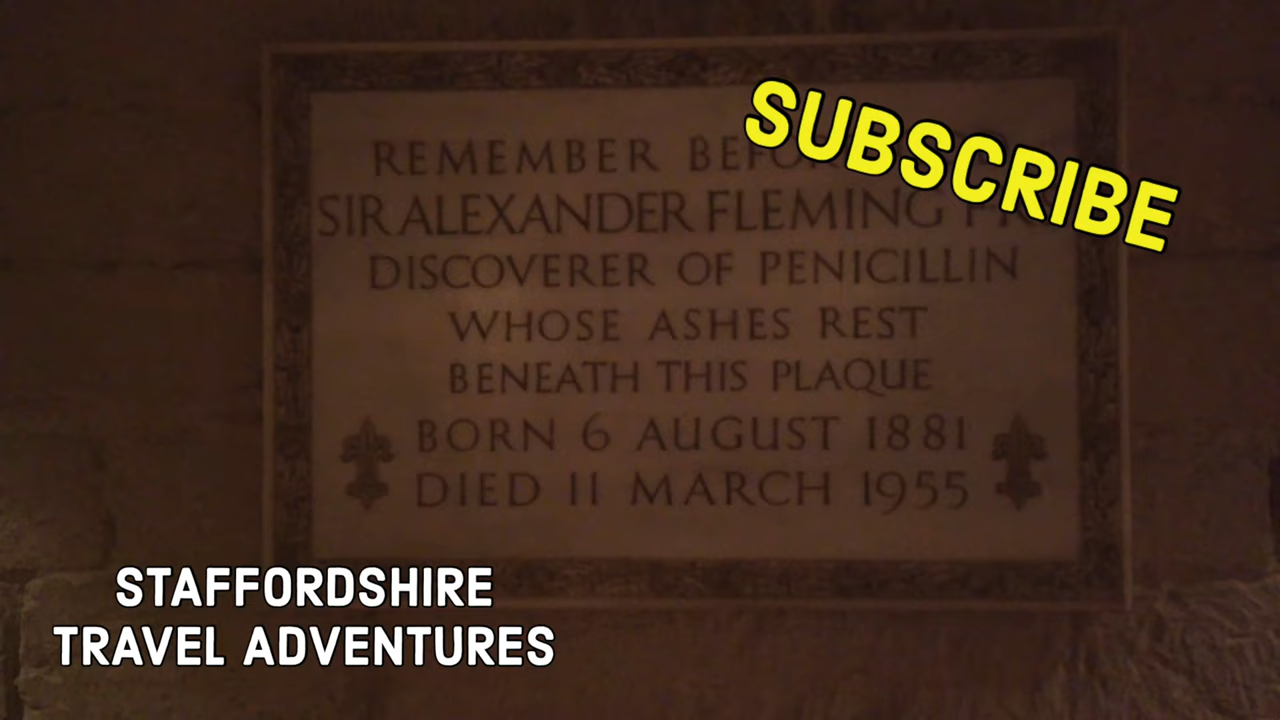 SUBSCRIBE
REMEMBER
SIR ALEXANDER FLEMING
DISCOVERER OF PENICILLIN
WHOSE ASHES REST
BENEATH THIS PLAQUE
BORN 6 AUGUST 1881
DIED 11 MARCH 1955
STAFFORDSHIRE
TRAVEL ADVENTURES